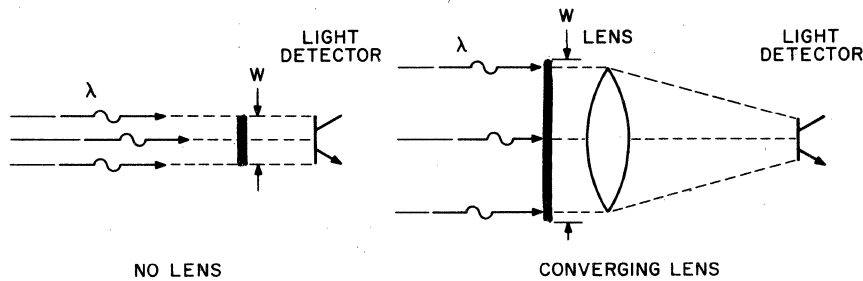 LIGHT
DETECTOR
W
λ
NO LENS
W
LENS
λ
LIGHT
DETECTOR
CONVERGING LENS